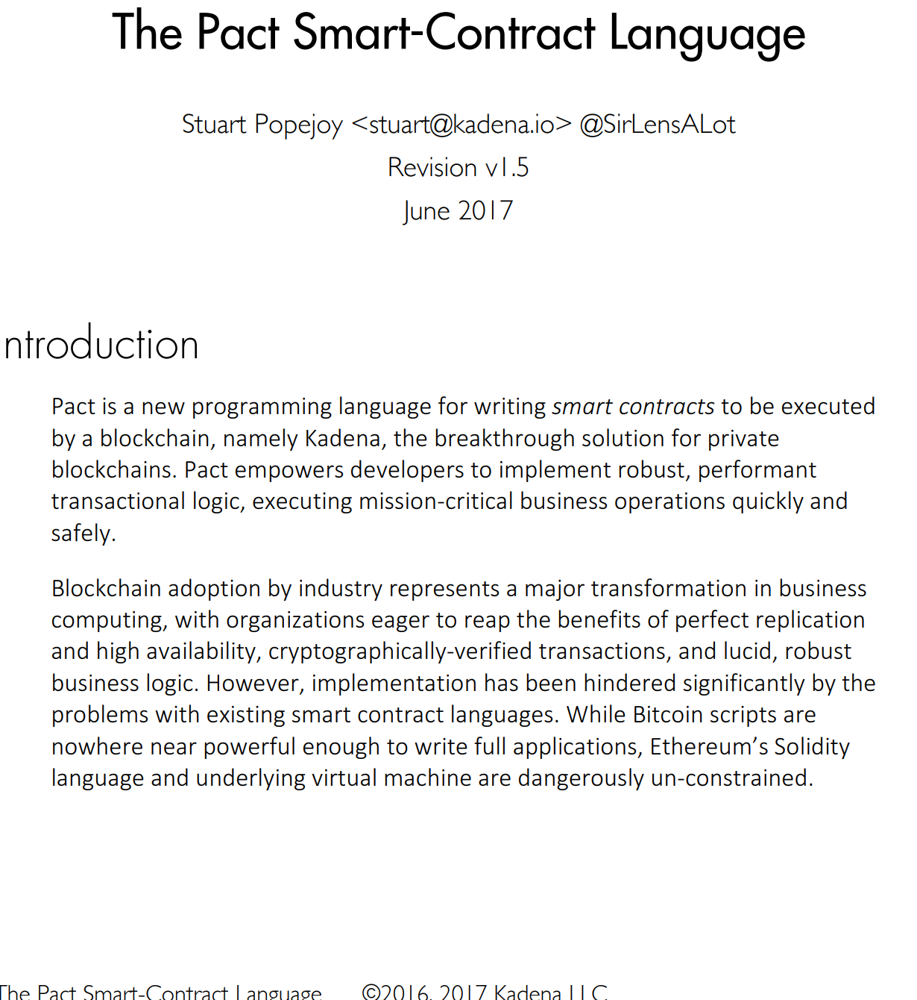 The Pact Smart-Contract Language
Stuart Popejoy <stuart@kadena.io> @SirLensALot
Revision v1.5
June 2017
ntroduction
Pact is a new programming language for writing smart contracts to be executed
by a blockchain, namely Kadena, the breakthrough solution for private
blockchains. Pact empowers developers to implement robust, performant
transactional logic, executing mission-critical business operations quickly and
safely.
Blockchain adoption by industry represents a major transformation in business
computing, with organizations eager to reap the benefits of perfect replication
and high availability, cryptographically-verified transactions, and lucid, robust
business logic. However, implementation has been hindered significantly by the
problems with existing smart contract languages. While Bitcoin scripts are
nowhere near powerful enough to write full applications, Ethereum’s Solidity
language and underlying virtual machine are dangerously un-constrained.
The Pact Smart-Contract Language ©2016, 2017 Kadena LLC